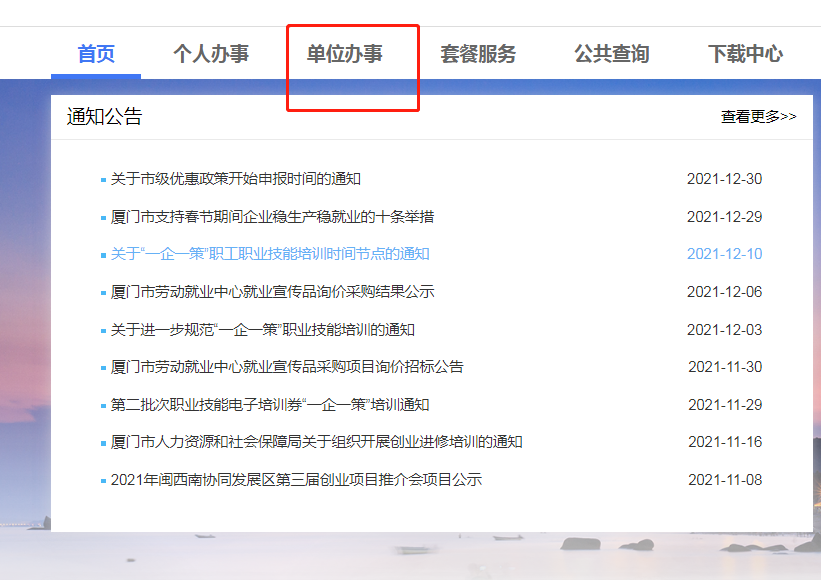 首页 个人办事 单位办事 套餐服务 公共查询 下载中心
通知公告 查看更多>>
关于市级优惠政策开始申报时间的通知 2021-12-30
厦门市支持春节期间企业稳生产稳就业的十条举措 2021-12-29
关于“一企一策”职工职业技能培训时间节点的通知 2021-12-10
厦门市劳动就业中心就业宣传品询价采购结果公示 2021-12-06
关于进一步规范“一企一策”职业技能培训的通知 2021-12-03
厦门市劳动就业中心就业宣传品采购项目询价招标公告 2021-11-30
第二批次职业技能电子培训券“一企一策”培训通知 2021-11-29
厦门市人力资源和社会保障局关于组织开展创业进修培训的通知 2021-11-16
2021年闽西南协同发展区第三届创业项目推介会项目公示 2021-11-08